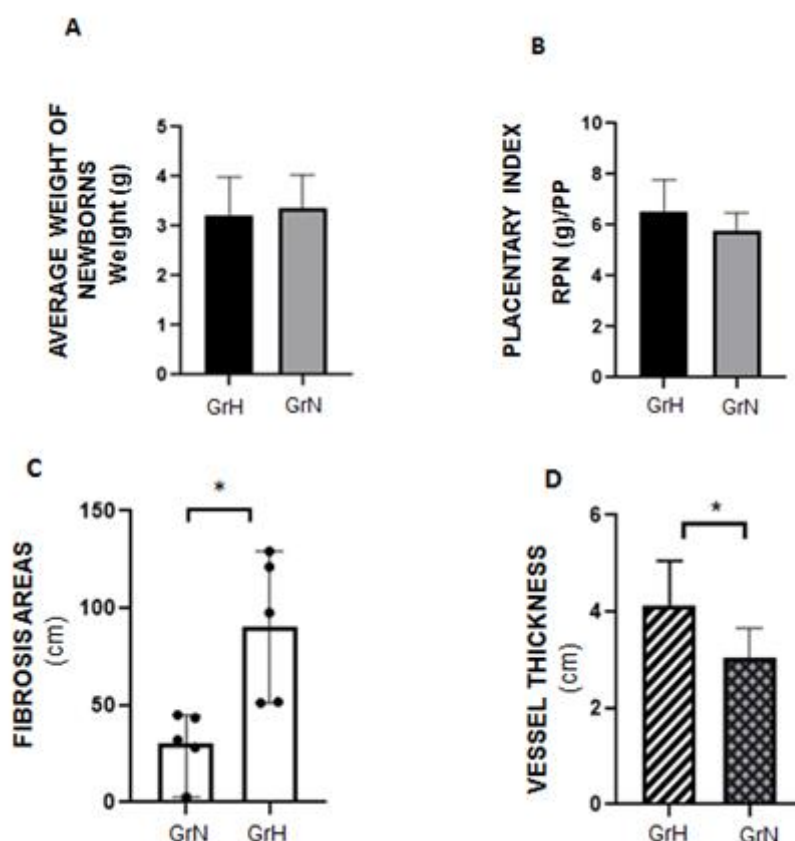 A
AVERAGE WEIGHT OF
NEWBORNS
Weight (g)
5
4
3
2
1
0
GrH GrN
B
PLACENTARY INDEX
RPN (g)/PP
10
8
6
4
2
0
GrH GrN
C
*
FIBROSIS AREAS
(cm)
150
100
50
0
GrN GrH
D
*
VESSEL THICKNESS
(cm)
6
4
2
0
GrH GrN